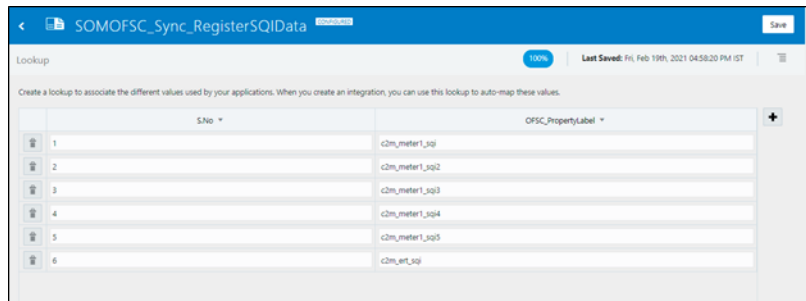 SOMOFSC_Sync_RegisterSQIData CONFIGURED Save
Lookup 100% Last Saved: Fri, Feb 19th, 2021 04:58:20 PM IST
Create a lookup to associate the different values used by your applications. When you create an integration, you can use this lookup to auto-map these values.
S.No OFSC_PropertyLabel
1 c2m_meter1_sqi
2 c2m_meter1_sqi2
3 c2m_meter1_sqi3
4 c2m_meter1_sqi4
5 c2m_meter1_sqi5
6 c2m_ert_sqi